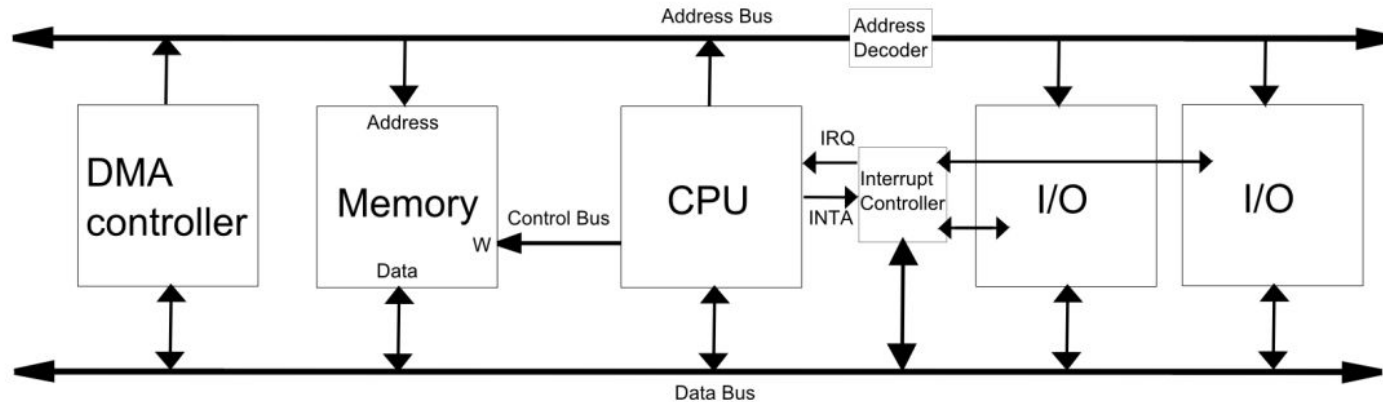 Address Bus
Address
Decoder
DMA
controller
Address
Memory
W
Data
Control Bus
CPU
IRQ
INTA
Interrupt
Controller
I/O
I/O
Data Bus